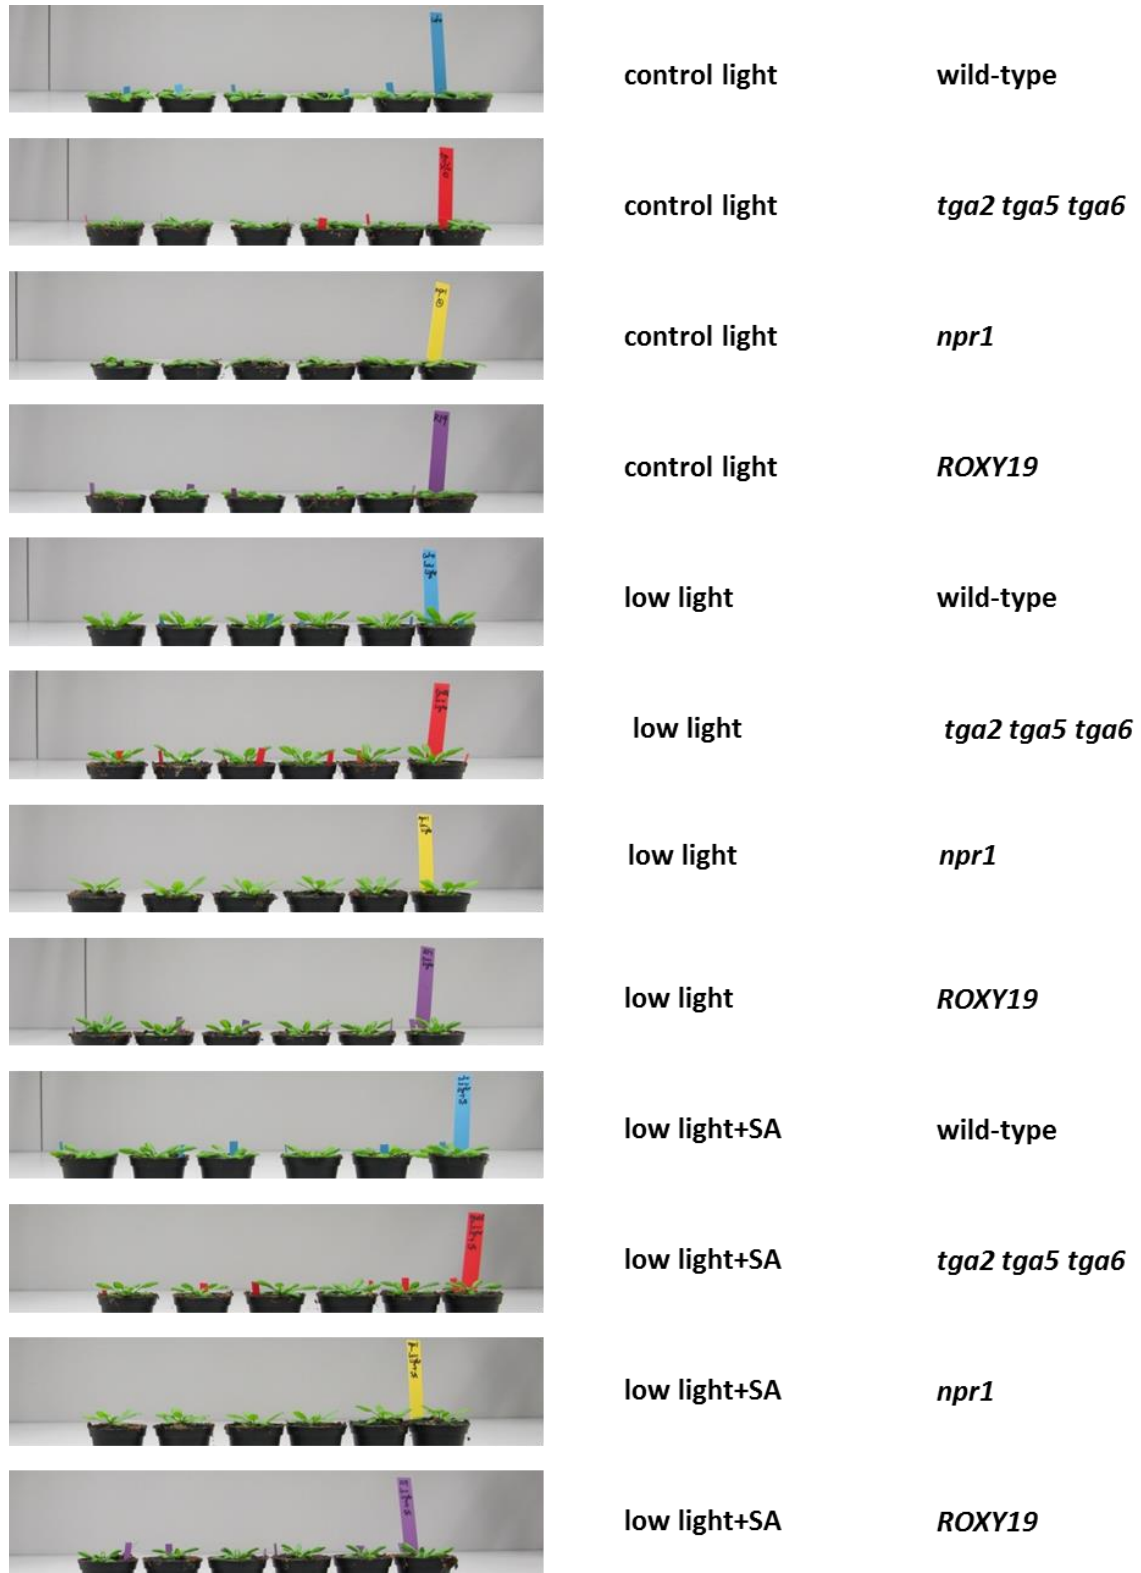 control light wild-type
control light tga2 tga5 tga6
control light npr1
control light ROXY19
low light wild-type
low light tga2 tga5 tga6
low light npr1
low light ROXY19
low light+SA wild-type
low light+SA tga2 tga5 tga6
low light+SA npr1
low light+SA ROXY19